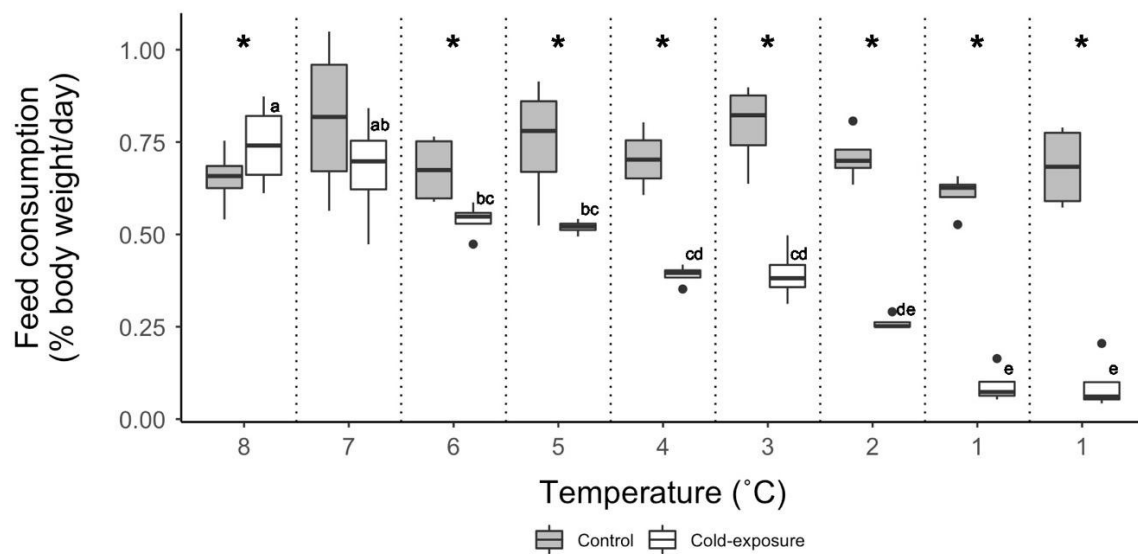 Feed consumption
(% body weight/day)
1.00
0.75
0.50
0.25
0.00
* * * * * * * *
a
ab
bc
bc
cd
cd
de
e
e
8 7 6 5 4 3 2 1 1
Temperature (˚C)
Control Cold-exposure